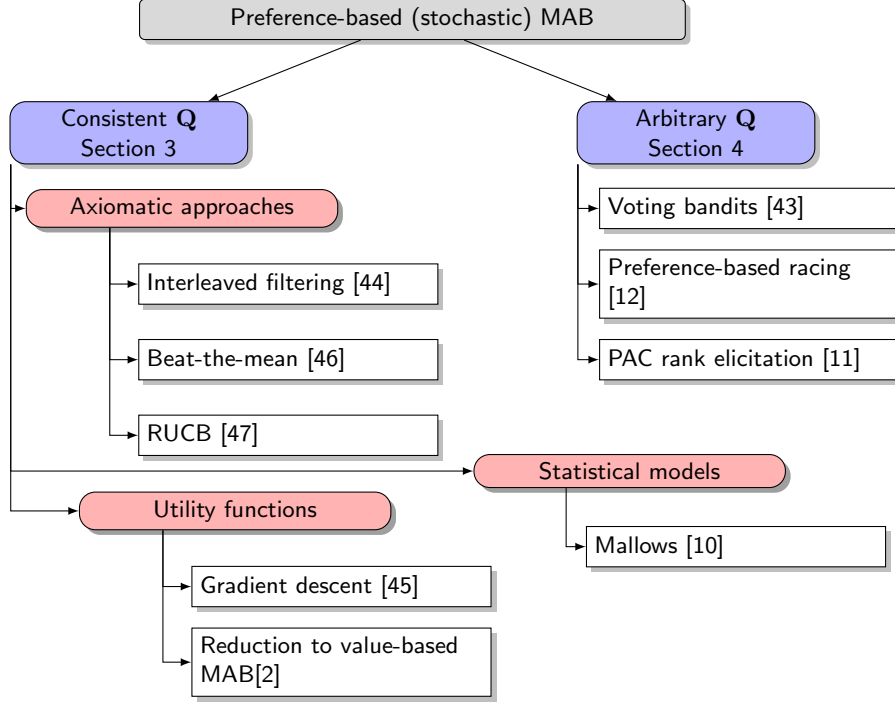 Preference-based (stochastic) MAB
Consistent Q
Section 3
Arbitrary Q
Section 4
Axiomatic approaches
Interleaved filtering [44]
Beat-the-mean [46]
RUCB [47]
Voting bandits [43]
Preference-based racing
[12]
PAC rank elicitation [11]
Statistical models
Mallows [10]
Utility functions
Gradient descent [45]
Reduction to value-based
MAB[2]